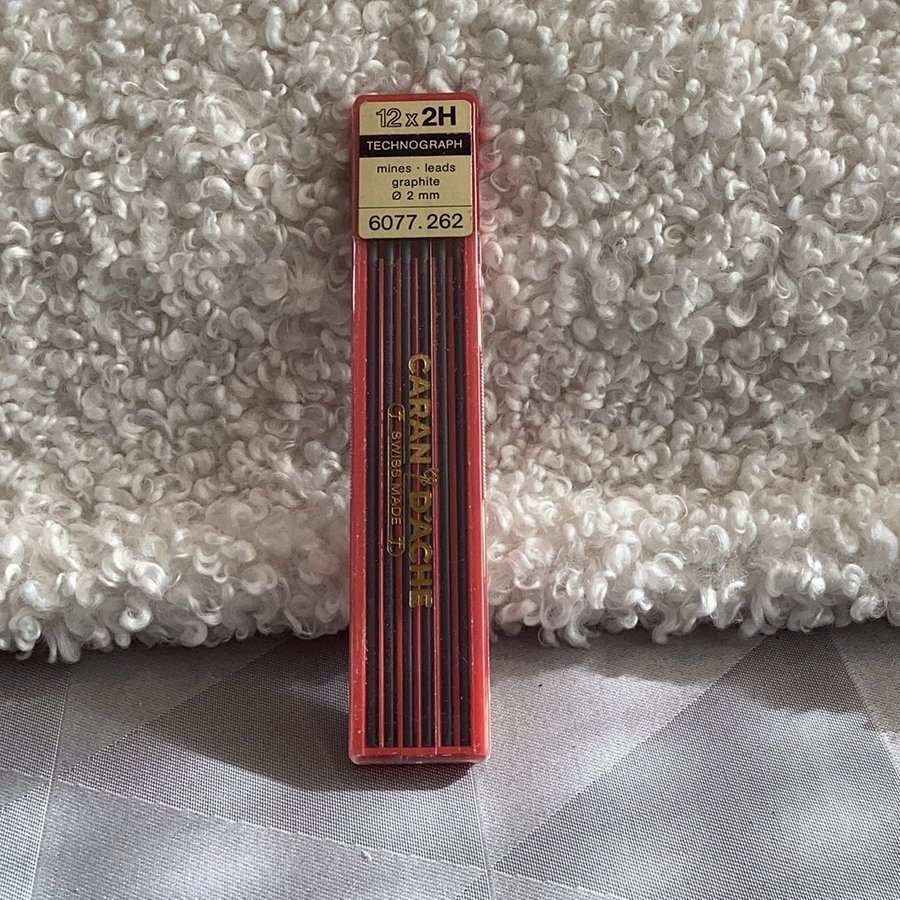 12 x 2H
TECHNOGRAPH
mines · leads
graphite
Ø 2 mm
6077.262
CARAN D'ACHE
SWISS MADE